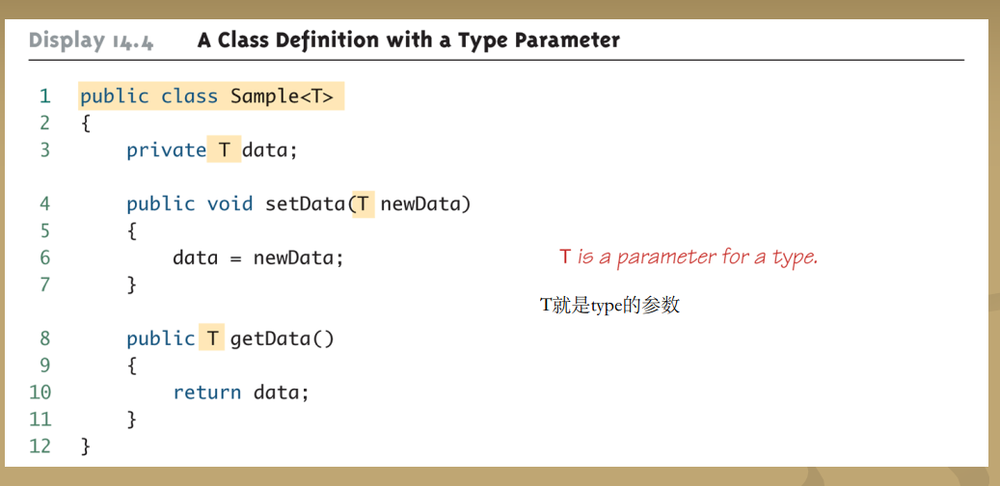 Display 14.4 A Class Definition with a Type Parameter
1 public class Sample<T>
2 {
3 private T data;
4 public void setData(T newData)
5 {
6 data = newData;
T is a parameter for a type.
7 }
T就是type的参数
8 public T getData()
9 {
10 return data;
11 }
12 }